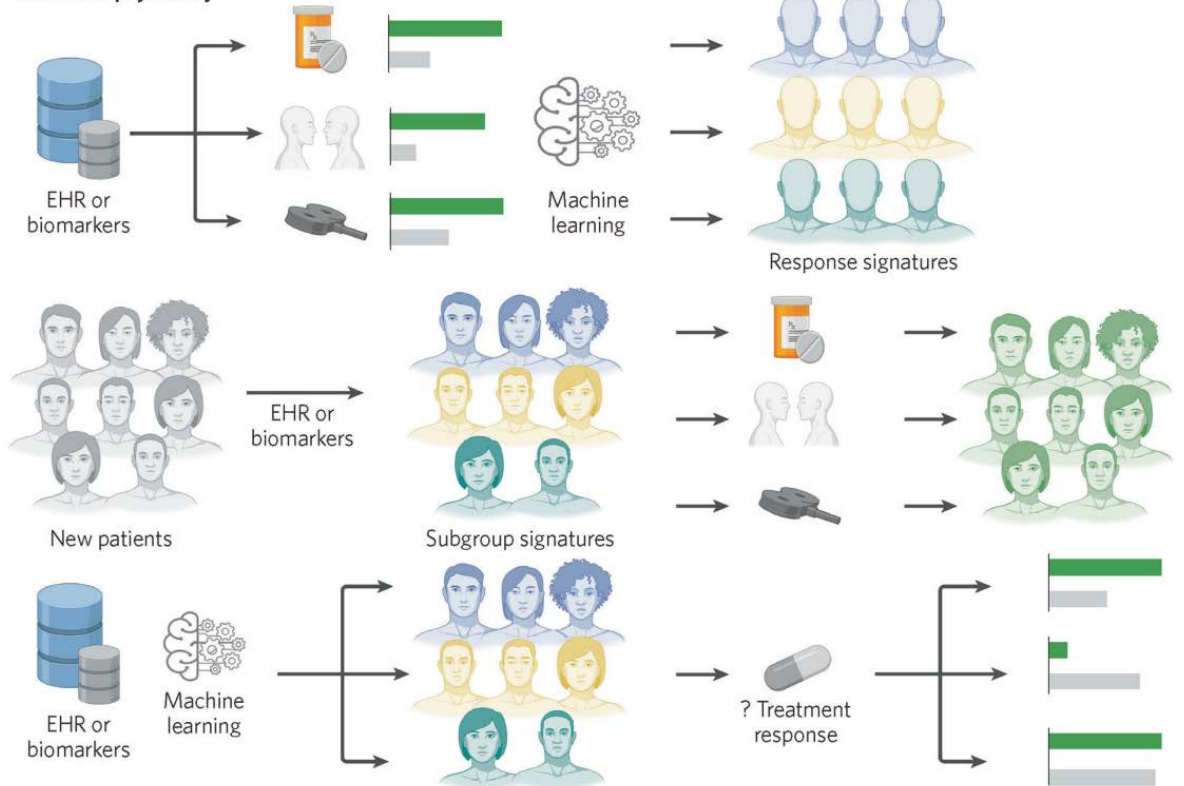 EHR or
biomarkers
Machine
learning
Response signatures
EHR or
biomarkers
New patients
Subgroup signatures
EHR or
biomarkers
Machine
learning
? Treatment
response